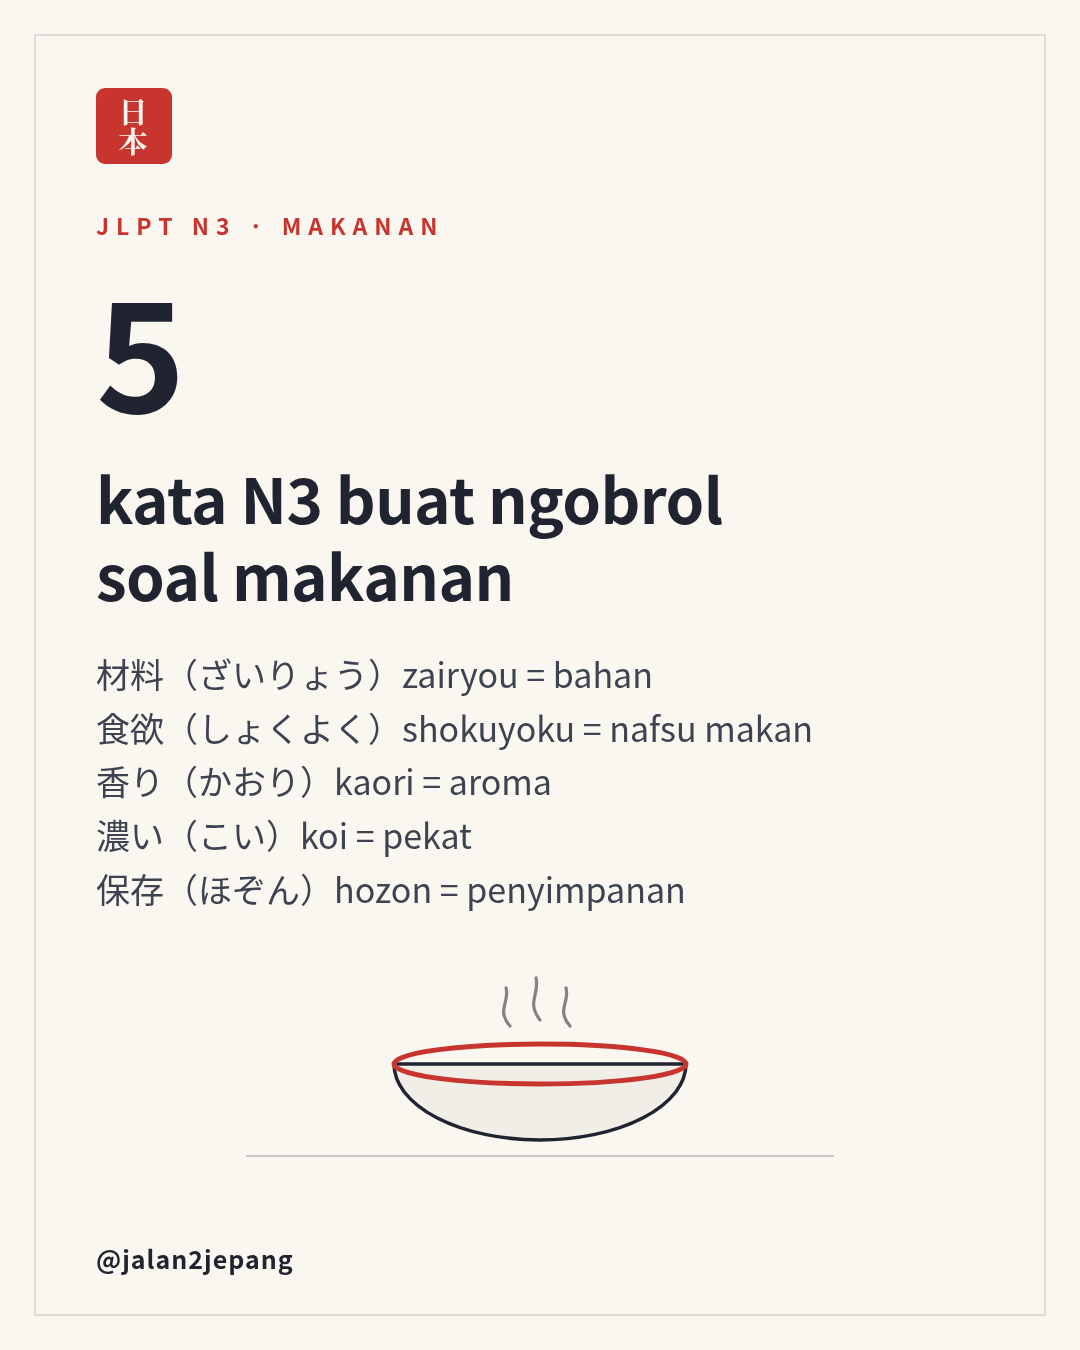 日
本
JLPT N3 · MAKANAN
5
kata N3 buat ngobrol
soal makanan
材料（ざいりょう）zairyou = bahan
食欲（しょくよく）shokuyoku = nafsu makan
香り（かおり）kaori = aroma
濃い（こい）koi = pekat
保存（ほぞん）hozon = penyimpanan
@jalan2jepang